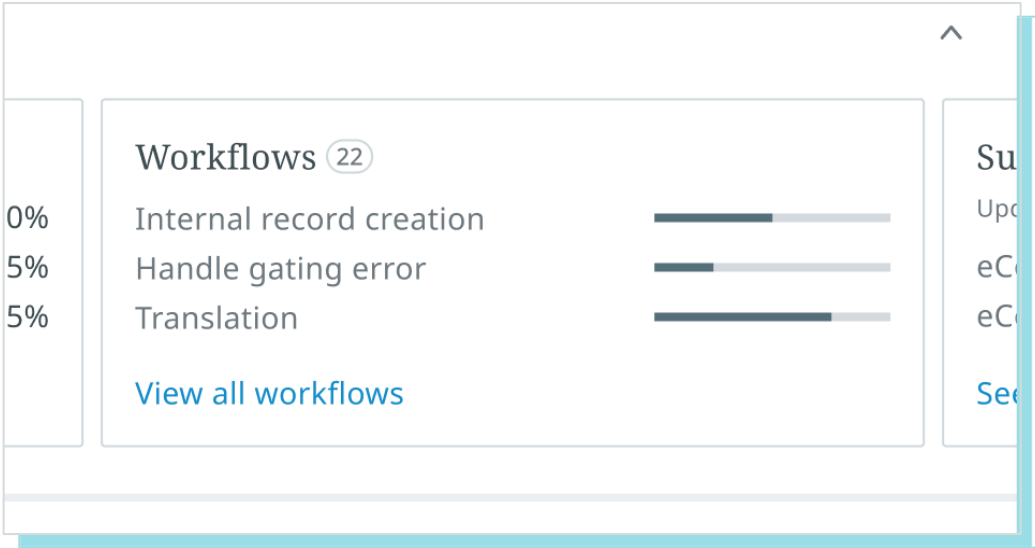 Workflows 22
0% Internal record creation
5% Handle gating error
5% Translation
View all workflows